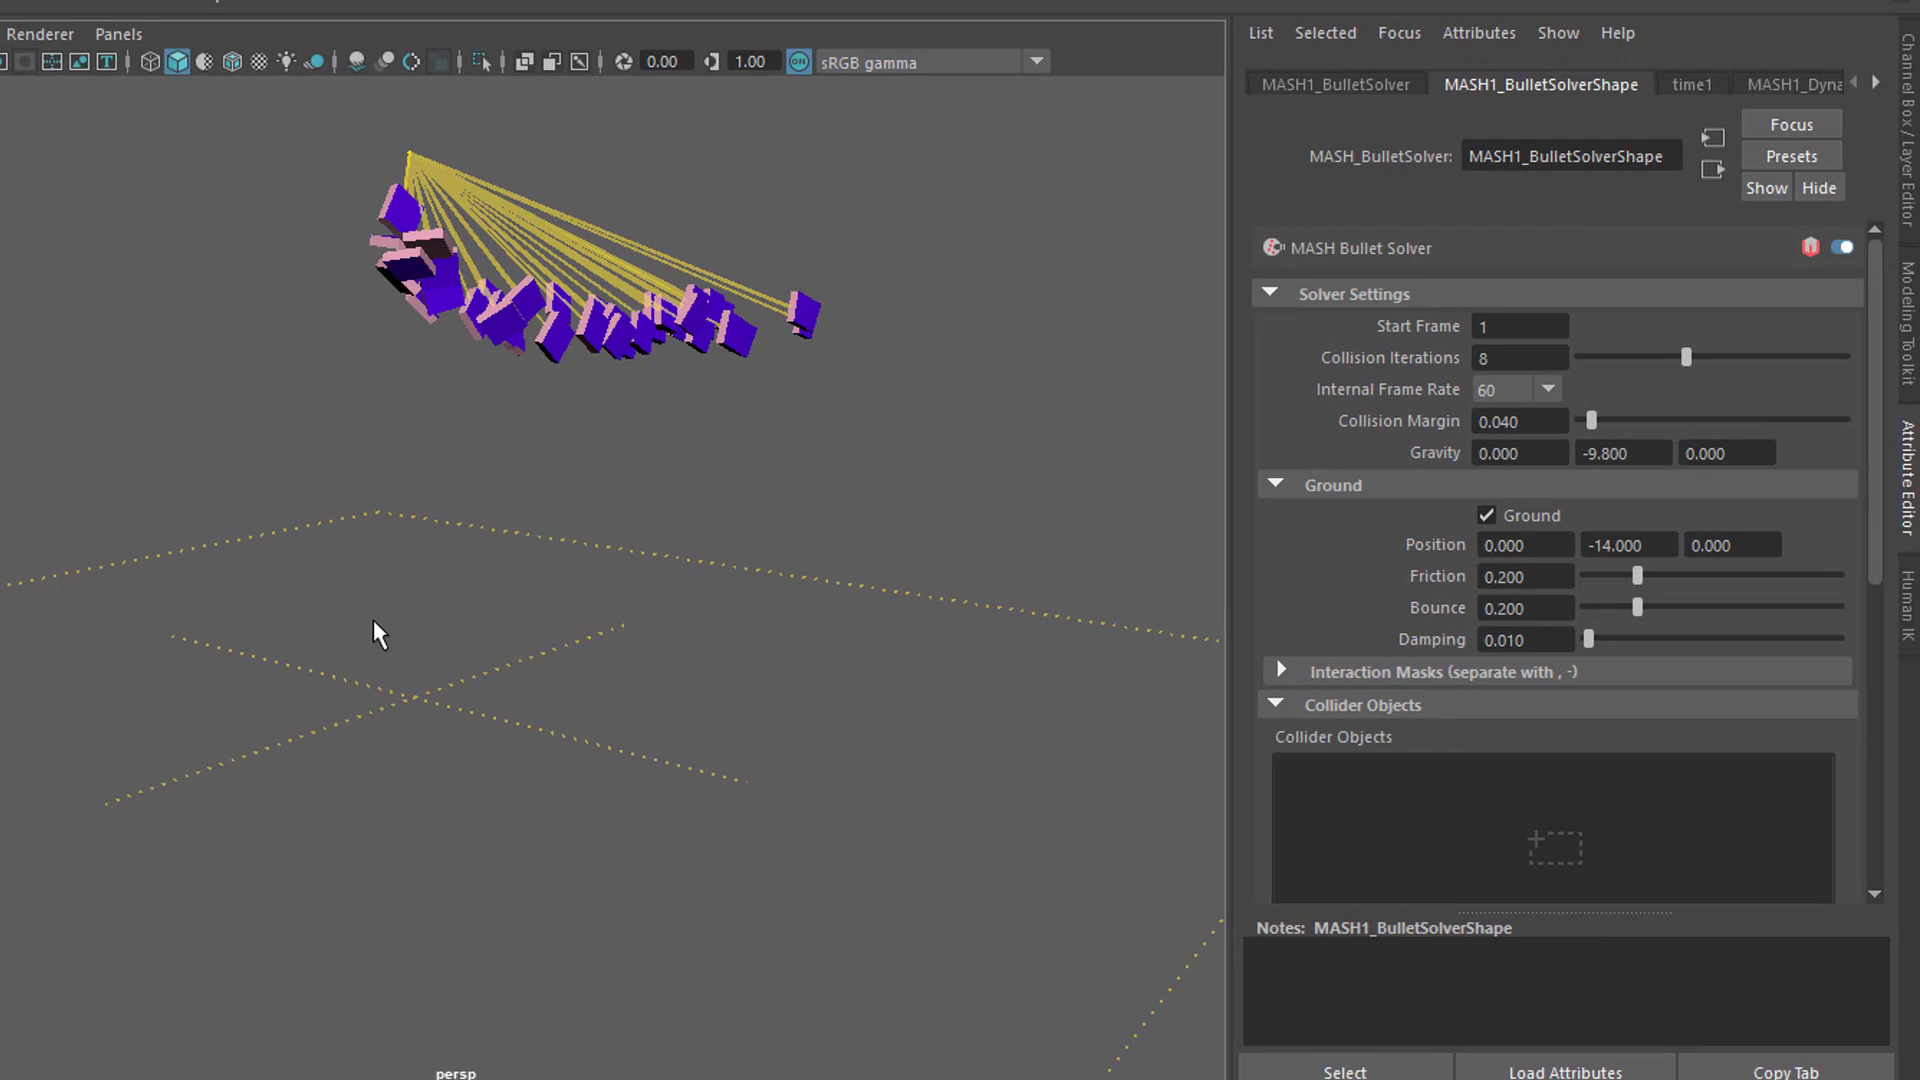 Renderer Panels
0.00 1.00 ON sRGB gamma
persp
List Selected Focus Attributes Show Help
MASH1_BulletSolver MASH1_BulletSolverShape time1 MASH1_Dyna
Focus
MASH_BulletSolver: MASH1_BulletSolverShape
Presets
Show Hide
MASH Bullet Solver
Solver Settings
Start Frame 1
Collision Iterations 8
Internal Frame Rate 60
Collision Margin 0.040
Gravity 0.000 -9.800 0.000
Ground
Ground
Position 0.000 -14.000 0.000
Friction 0.200
Bounce 0.200
Damping 0.010
Interaction Masks (separate with , -)
Collider Objects
Collider Objects
Notes: MASH1_BulletSolverShape
Select Load Attributes Copy Tab
Channel Box / Layer Editor
Modeling Toolkit
Attribute Editor
Human IK